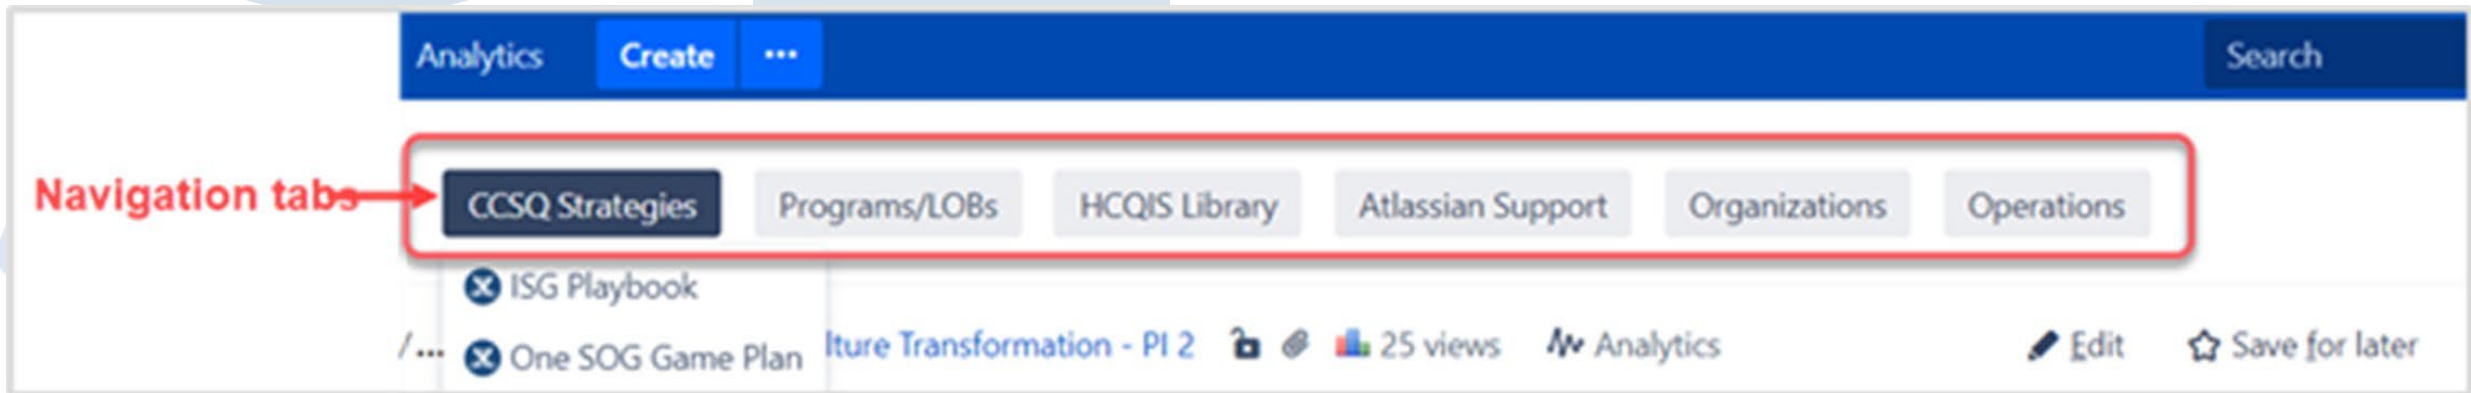 Analytics Create ... Search
Navigation tabs
CCSQ Strategies Programs/LOBs HCQIS Library Atlassian Support Organizations Operations
ISG Playbook
/... One SOG Game Plan lture Transformation - PI 2 25 views Analytics Edit Save for later